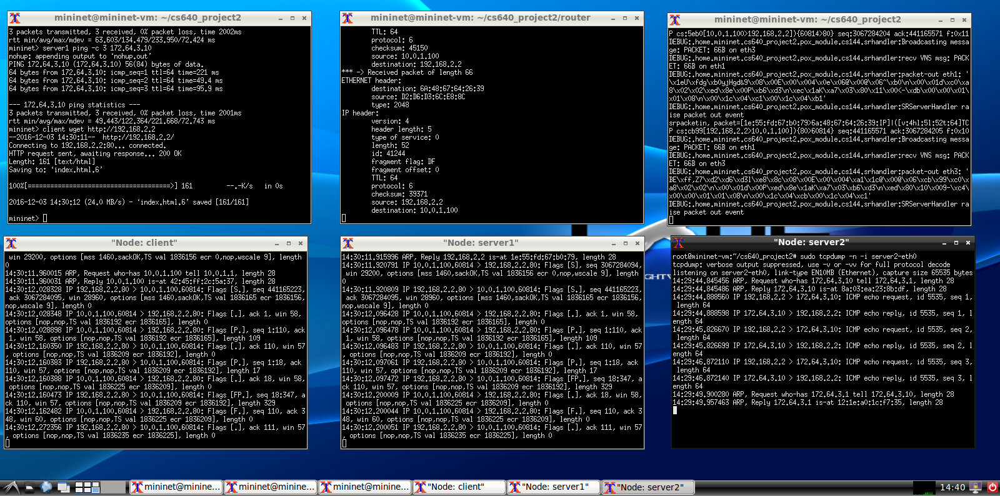 mininet@mininet-vm: ~/cs640_project2
3 packets transmitted, 3 received, 0% packet loss, time 2002ms
rtt min/avg/max/mdev = 63.603/134.479/233.950/72.424 ms
mininet> server1 ping -c 3 172.64.3.10
nohup: appending output to ‘nohup.out’
PING 172.64.3.10 (172.64.3.10) 56(84) bytes of data.
64 bytes from 172.64.3.10: icmp_seq=1 ttl=64 time=221 ms
64 bytes from 172.64.3.10: icmp_seq=2 ttl=64 time=49.4 ms
64 bytes from 172.64.3.10: icmp_seq=3 ttl=64 time=95.9 ms
--- 172.64.3.10 ping statistics ---
3 packets transmitted, 3 received, 0% packet loss, time 2001ms
rtt min/avg/max/mdev = 49.443/122.364/221.668/72.743 ms
mininet> client wget http://192.168.2.2
--2016-12-03 14:30:11--  http://192.168.2.2/
Connecting to 192.168.2.2:80... connected.
HTTP request sent, awaiting response... 200 OK
Length: 161 [text/html]
Saving to: ‘index.html.6’
100%[======================================>] 161         --.-K/s   in 0s
2016-12-03 14:30:12 (24.0 MB/s) - ‘index.html.6’ saved [161/161]
mininet>
mininet@mininet-vm: ~/cs640_project2/router
TTL: 64
protocol: 6
checksum: 45150
source: 10.0.1.100
destination: 192.168.2.2
*** -> Received packet of length 66
ETHERNET header:
destination: 6A:48:67:64:26:39
source: D2:D6:D3:6C:E8:8C
type: 2048
IP header:
version: 4
header length: 5
type of service: 0
length: 52
id: 41244
fragment flag: DF
fragment offset: 0
TTL: 64
protocol: 6
checksum: 39371
source: 192.168.2.2
destination: 10.0.1.100
mininet@mininet-vm: ~/cs640_project2
P cs:5eb0[10.0.1.100>192.168.2.2]){60814>80} seq:3067284204 ack:441165571 f:0x11
DEBUG:.home.mininet.cs640_project2.pox_module.cs144.srhandler:Broadcasting messa
ge: PACKET: 66B on eth3
DEBUG:.home.mininet.cs640_project2.pox_module.cs144.srhandler:recv VNS msg: PACK
ET: 66B on eth1
DEBUG:.home.mininet.cs640_project2.pox_module.cs144.srhandler:packet-out eth1: '
\x1eU\xfdg\xb0yjHgd&9\x08\x00E\x00\x004\x0e\x06@\x00@\x06^\xb0\n\x00\x01d\xc0\xa
8\x02\x02\xed\x8e\x00P\xb6\xd3\n\xec\x1aK\xa7\x03\x80\x11\x00<-\xdb\x00\x00\x01\
\x01\x08\n\x00\x1c\x04\xc1\x00\x1c\x04\xb1'
DEBUG:.home.mininet.cs640_project2.pox_module.cs144.srhandler:SRServerHandler ra
ise packet out event
srpacketin, packet=[1e:55:fd:67:b0:79>6a:48:67:64:26:39:IP]|([v:4hl:5l:52t:64]TC
P cs:cb99[192.168.2.2>10.0.1.100]){80>60814} seq:441165571 ack:3067284205 f:0x10
DEBUG:.home.mininet.cs640_project2.pox_module.cs144.srhandler:Broadcasting messa
ge: PACKET: 66B on eth1
DEBUG:.home.mininet.cs640_project2.pox_module.cs144.srhandler:recv VNS msg: PACK
ET: 66B on eth3
DEBUG:.home.mininet.cs640_project2.pox_module.cs144.srhandler:packet-out eth3: '
BE\xff,Z7\xd2\xd6\xd3l\xe8\x8c\x08\x00E\x00\x004\xa1\x1c@\x00@\x06\xcb\x99\xc0\x
a8\x02\x02\n\x00\x01d\x00P\xed\x8e\x1aK\xa7\x03\xb6\xd3\n\xed\x80\x10\x009-\xc4\
x00\x00\x01\x01\x08\n\x00\x1c\x04\xcb\x00\x1c\x04\xc1'
DEBUG:.home.mininet.cs640_project2.pox_module.cs144.srhandler:SRServerHandler ra
ise packet out event
"Node: client"
win 29200, options [mss 1460,sackOK,TS val 1836156 ecr 0,nop,wscale 9], length
0
14:30:11.960015 ARP, Request who-has 10.0.1.100 tell 10.0.1.1, length 28
14:30:11.960031 ARP, Reply 10.0.1.100 is-at 42:45:ff:2c:5a:37, length 28
14:30:12.028328 IP 192.168.2.2.80 > 10.0.1.100.60814: Flags [S.], seq 441165223,
ack 3067284095, win 28960, options [mss 1460,sackOK,TS val 1836165 ecr 1836156,
nop,wscale 9], length 0
14:30:12.028348 IP 10.0.1.100.60814 > 192.168.2.2.80: Flags [.], ack 1, win 58,
options [nop,nop,TS val 1836192 ecr 1836165], length 0
14:30:12.028898 IP 10.0.1.100.60814 > 192.168.2.2.80: Flags [P.], seq 1:110, ack
1, win 58, options [nop,nop,TS val 1836192 ecr 1836165], length 109
14:30:12.160350 IP 192.168.2.2.80 > 10.0.1.100.60814: Flags [.], ack 110, win 57
, options [nop,nop,TS val 1836209 ecr 1836192], length 0
14:30:12.160383 IP 192.168.2.2.80 > 10.0.1.100.60814: Flags [P.], seq 1:18, ack
110, win 57, options [nop,nop,TS val 1836209 ecr 1836192], length 17
14:30:12.160388 IP 10.0.1.100.60814 > 192.168.2.2.80: Flags [.], ack 18, win 58,
options [nop,nop,TS val 1836225 ecr 1836209], length 0
14:30:12.160473 IP 192.168.2.2.80 > 10.0.1.100.60814: Flags [FP.], seq 18:347, a
ck 110, win 57, options [nop,nop,TS val 1836209 ecr 1836192], length 329
14:30:12.162482 IP 10.0.1.100.60814 > 192.168.2.2.80: Flags [F.], seq 110, ack 3
48, win 60, options [nop,nop,TS val 1836225 ecr 1836209], length 0
14:30:12.272356 IP 192.168.2.2.80 > 10.0.1.100.60814: Flags [.], ack 111, win 57
, options [nop,nop,TS val 1836235 ecr 1836225], length 0
"Node: server1"
14:30:11.915996 ARP, Reply 192.168.2.2 is-at 1e:55:fd:67:b0:79, length 28
14:30:11.920791 IP 10.0.1.100.60814 > 192.168.2.2.80: Flags [S], seq 3067284094,
win 29200, options [mss 1460,sackOK,TS val 1836156 ecr 0,nop,wscale 9], length
0
14:30:11.920809 IP 192.168.2.2.80 > 10.0.1.100.60814: Flags [S.], seq 441165223,
ack 3067284095, win 28960, options [mss 1460,sackOK,TS val 1836165 ecr 1836156,
nop,wscale 9], length 0
14:30:12.096428 IP 10.0.1.100.60814 > 192.168.2.2.80: Flags [.], ack 1, win 58,
options [nop,nop,TS val 1836192 ecr 1836165], length 0
14:30:12.096476 IP 10.0.1.100.60814 > 192.168.2.2.80: Flags [P.], seq 1:110, ack
1, win 58, options [nop,nop,TS val 1836192 ecr 1836165], length 109
14:30:12.096483 IP 192.168.2.2.80 > 10.0.1.100.60814: Flags [.], ack 110, win 57
, options [nop,nop,TS val 1836209 ecr 1836192], length 0
14:30:12.097061 IP 192.168.2.2.80 > 10.0.1.100.60814: Flags [P.], seq 1:18, ack
110, win 57, options [nop,nop,TS val 1836209 ecr 1836192], length 17
14:30:12.097472 IP 192.168.2.2.80 > 10.0.1.100.60814: Flags [FP.], seq 18:347, a
ck 110, win 57, options [nop,nop,TS val 1836209 ecr 1836192], length 329
14:30:12.200009 IP 10.0.1.100.60814 > 192.168.2.2.80: Flags [.], ack 18, win 58,
options [nop,nop,TS val 1836225 ecr 1836209], length 0
14:30:12.200044 IP 10.0.1.100.60814 > 192.168.2.2.80: Flags [F.], seq 110, ack 3
48, win 60, options [nop,nop,TS val 1836225 ecr 1836209], length 0
14:30:12.200051 IP 192.168.2.2.80 > 10.0.1.100.60814: Flags [.], ack 111, win 57
, options [nop,nop,TS val 1836235 ecr 1836225], length 0
GHTV
"Node: server2"
root@mininet-vm:~/cs640_project2# sudo tcpdump -n -i server2-eth0
tcpdump: verbose output suppressed, use -v or -vv for full protocol decode
listening on server2-eth0, link-type EN10MB (Ethernet), capture size 65535 bytes
14:29:44.845456 ARP, Request who-has 172.64.3.10 tell 172.64.3.1, length 28
14:29:44.845486 ARP, Reply 172.64.3.10 is-at 8a:03:ea:23:8b:df, length 28
14:29:44.888560 IP 192.168.2.2 > 172.64.3.10: ICMP echo request, id 5535, seq 1,
length 64
14:29:44.888598 IP 172.64.3.10 > 192.168.2.2: ICMP echo reply, id 5535, seq 1, l
ength 64
14:29:45.826670 IP 192.168.2.2 > 172.64.3.10: ICMP echo request, id 5535, seq 2,
length 64
14:29:45.826699 IP 172.64.3.10 > 192.168.2.2: ICMP echo reply, id 5535, seq 2, l
ength 64
14:29:46.872110 IP 192.168.2.2 > 172.64.3.10: ICMP echo request, id 5535, seq 3,
length 64
14:29:46.872140 IP 172.64.3.10 > 192.168.2.2: ICMP echo reply, id 5535, seq 3, l
ength 64
14:29:49.900280 ARP, Request who-has 172.64.3.1 tell 172.64.3.10, length 28
14:29:49.957463 ARP, Reply 172.64.3.1 is-at 12:1e:a0:1c:f7:35, length 28
mininet@minine...
mininet@minine...
mininet@minine...
"Node: client"
"Node: server1"
"Node: server2"
14:40